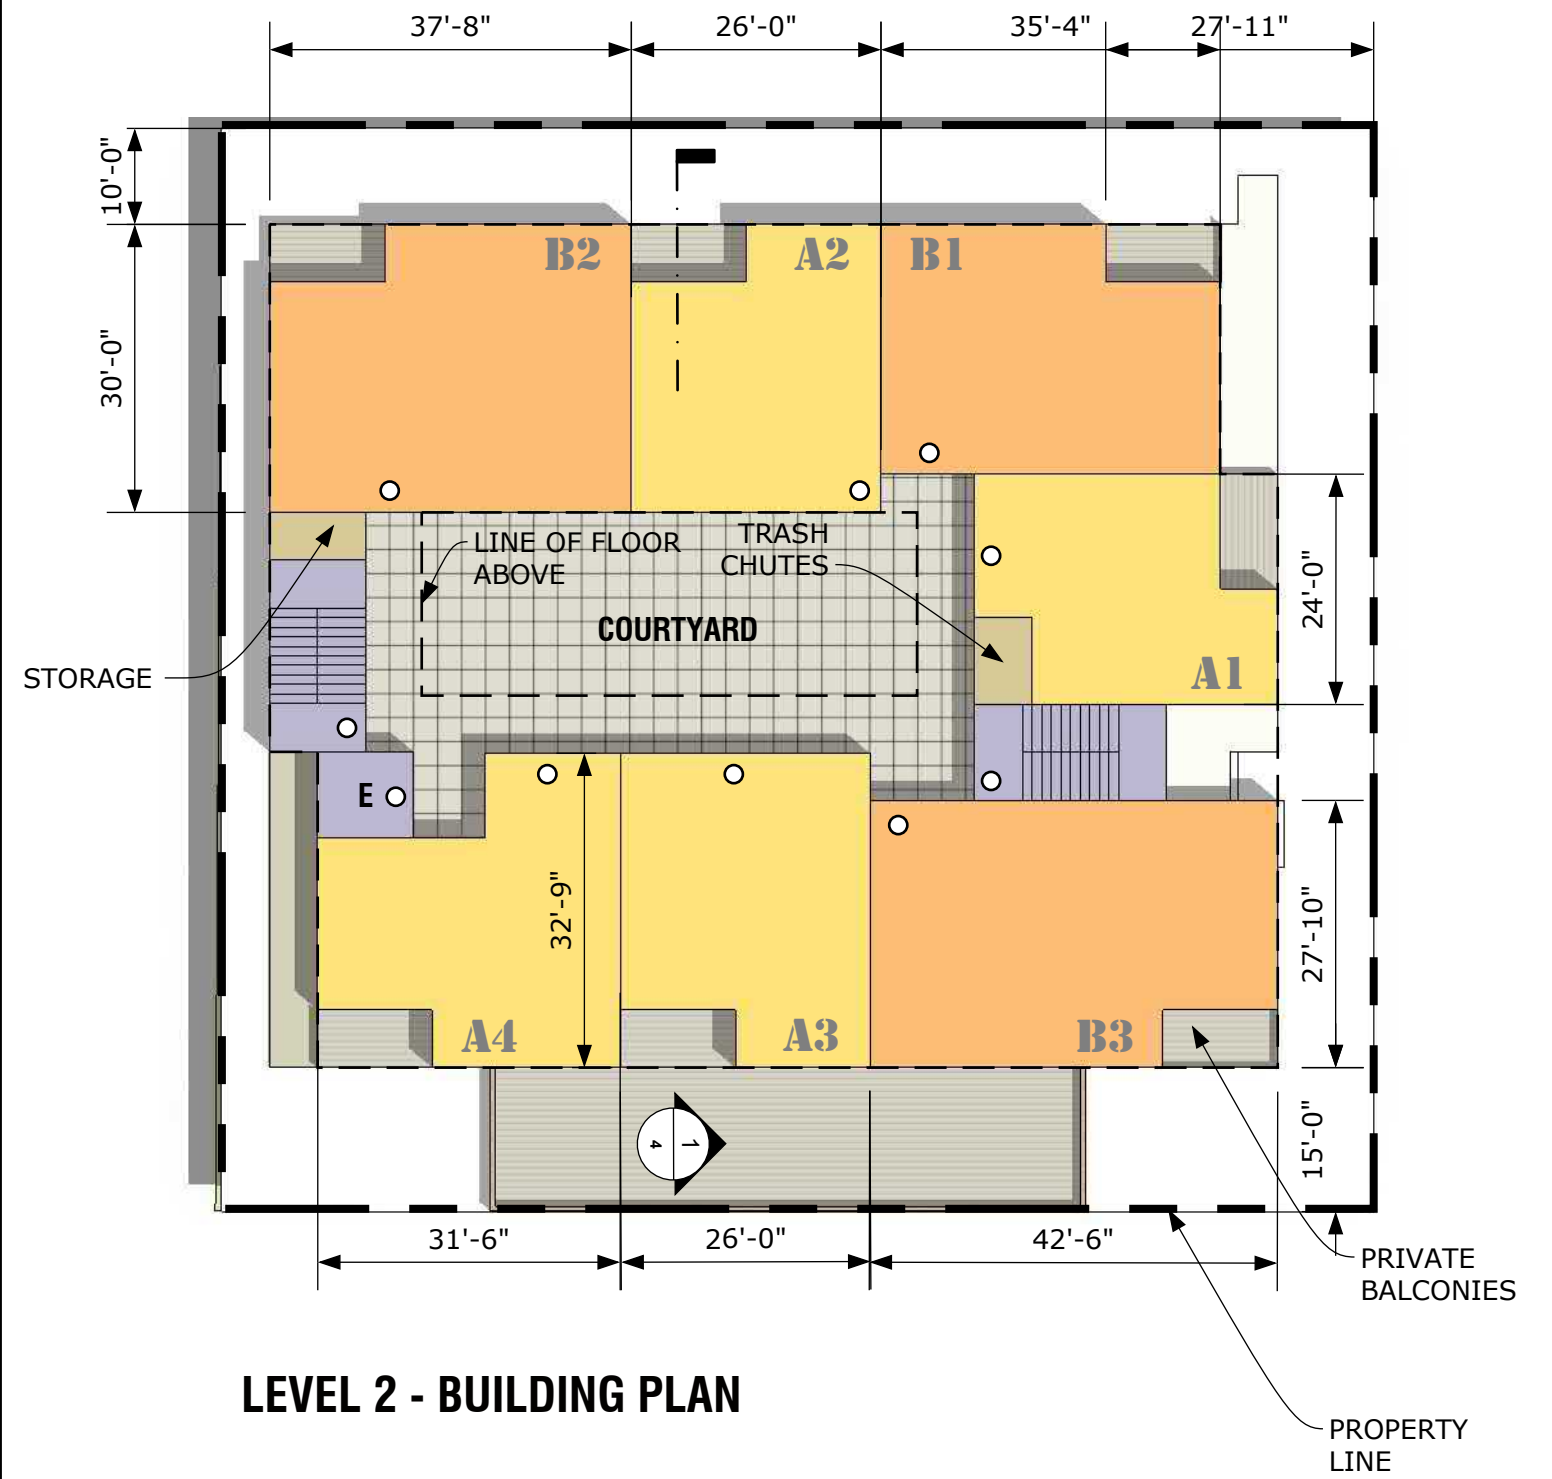 37'-8"
26'-0"
35'-4"
27'-11"
10'-0"
B2
A2
B1
30'-0"
LINE OF FLOOR
ABOVE
TRASH
CHUTES
COURTYARD
24'-0"
STORAGE
A1
E
32'-9"
27'-10"
A4
A3
B3
1
4
15'-0"
31'-6"
26'-0"
42'-6"
PRIVATE
BALCONIES
LEVEL 2 - BUILDING PLAN
PROPERTY
LINE